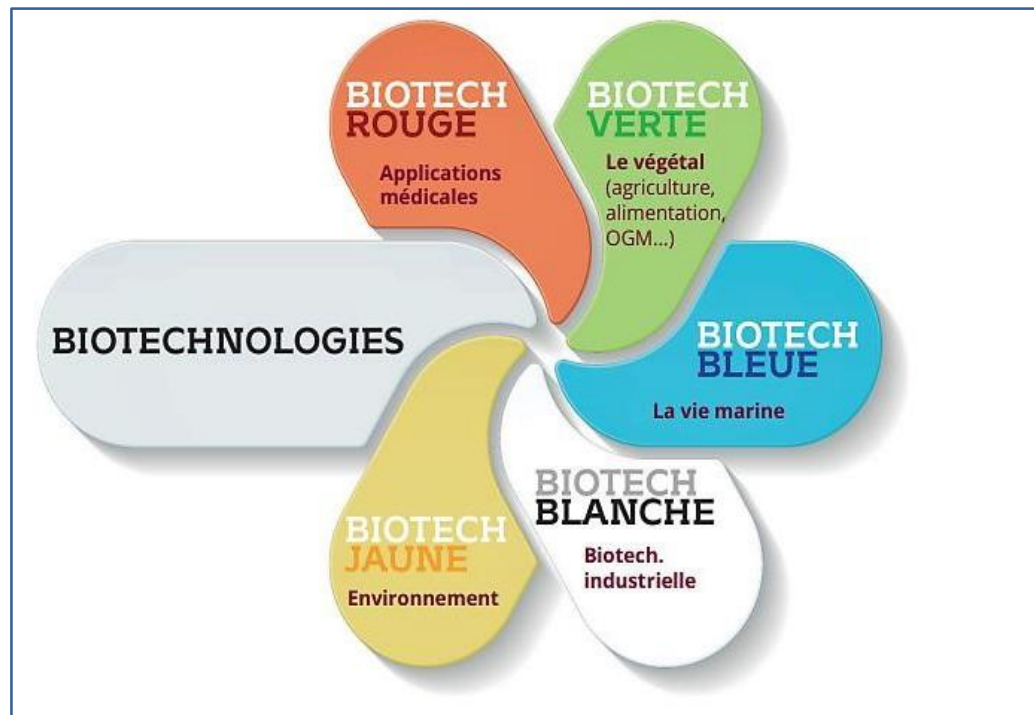 BIOTECH
ROUGE
Applications
médicales
BIOTECH
VERTE
Le végétal
(agriculture,
alimentation,
OGM...)
BIOTECHNOLOGIES
BIOTECH
BLEUE
La vie marine
BIOTECH
BLANCHE
Biotech.
industrielle
BIOTECH
JAUNE
Environnement